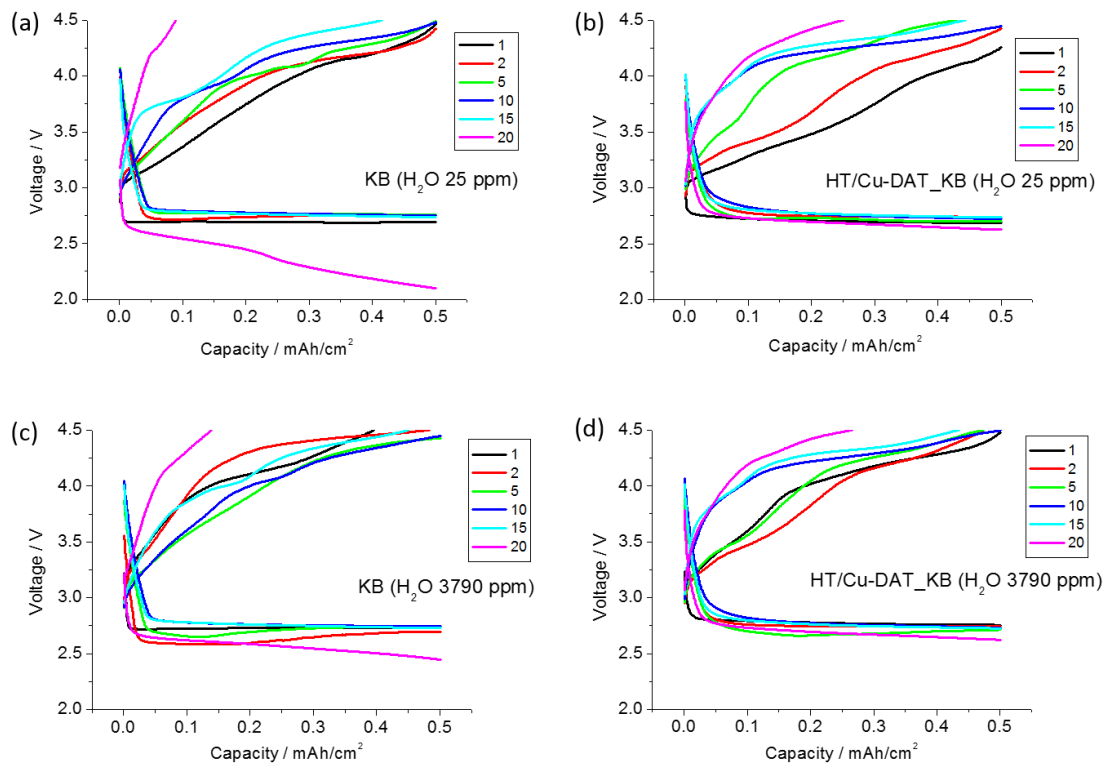 (a)
4.5
4.0
3.5
3.0
2.5
2.0
Voltage / V
1
2
5
10
15
20
KB (H₂O 25 ppm)
0.0 0.1 0.2 0.3 0.4 0.5
Capacity / mAh/cm²
(b)
4.5
4.0
3.5
3.0
2.5
2.0
Voltage / V
1
2
5
10
15
20
HT/Cu-DAT_KB (H₂O 25 ppm)
0.0 0.1 0.2 0.3 0.4 0.5
Capacity / mAh/cm²
(c)
4.5
4.0
3.5
3.0
2.5
2.0
Voltage / V
1
2
5
10
15
20
KB (H₂O 3790 ppm)
0.0 0.1 0.2 0.3 0.4 0.5
Capacity / mAh/cm²
(d)
4.5
4.0
3.5
3.0
2.5
2.0
Voltage / V
1
2
5
10
15
20
HT/Cu-DAT_KB (H₂O 3790 ppm)
0.0 0.1 0.2 0.3 0.4 0.5
Capacity / mAh/cm²